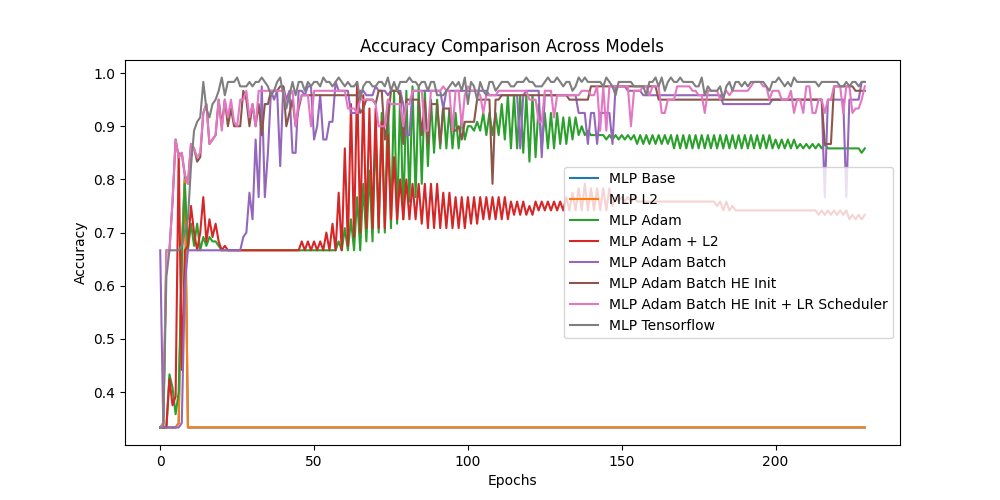 Accuracy Comparison Across Models
1.0
0.9
0.8
0.7
0.6
0.5
0.4
Accuracy
MLP Base
MLP L2
MLP Adam
MLP Adam + L2
MLP Adam Batch
MLP Adam Batch HE Init
MLP Adam Batch HE Init + LR Scheduler
MLP Tensorflow
0 50 100 150 200
Epochs